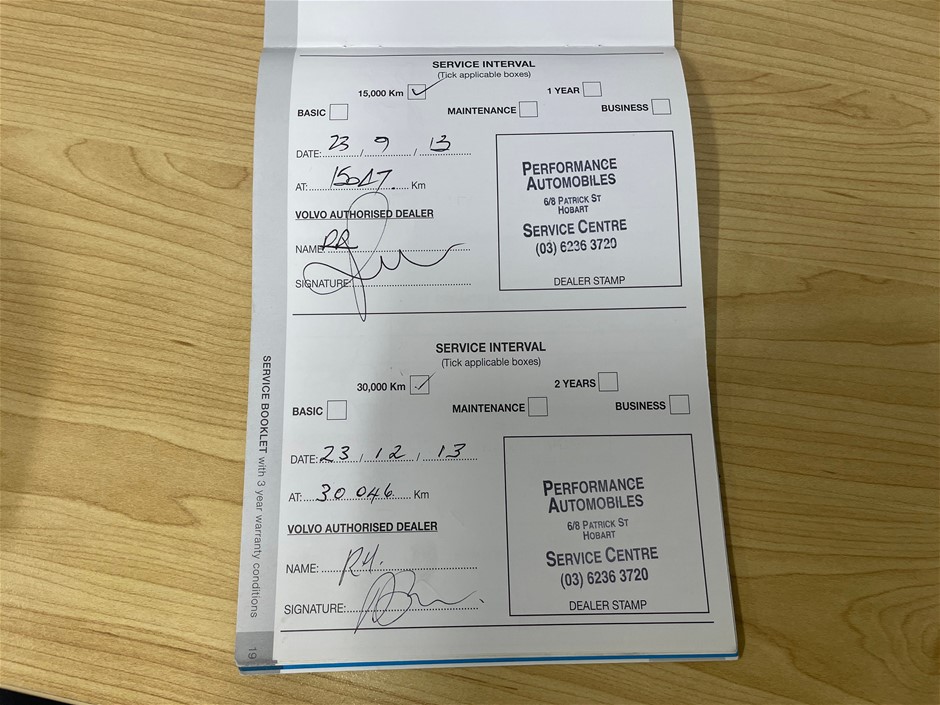 SERVICE INTERVAL
(Tick applicable boxes)
15,000 Km 1 YEAR
BASIC MAINTENANCE BUSINESS
DATE: 23 / 9 / 13
AT: Km
VOLVO AUTHORISED DEALER
NAME:
SIGNATURE:
PERFORMANCE
AUTOMOBILES
6/8 PATRICK ST
HOBART
SERVICE CENTRE
(03) 6236 3720
DEALER STAMP
SERVICE INTERVAL
(Tick applicable boxes)
30,000 Km 2 YEARS
BASIC MAINTENANCE BUSINESS
DATE: 23 / 12 / 13
AT: 30 046 Km
VOLVO AUTHORISED DEALER
NAME:
SIGNATURE:
PERFORMANCE
AUTOMOBILES
6/8 PATRICK ST
HOBART
SERVICE CENTRE
(03) 6236 3720
DEALER STAMP
SERVICE BOOKLET with 3 year warranty conditions
19